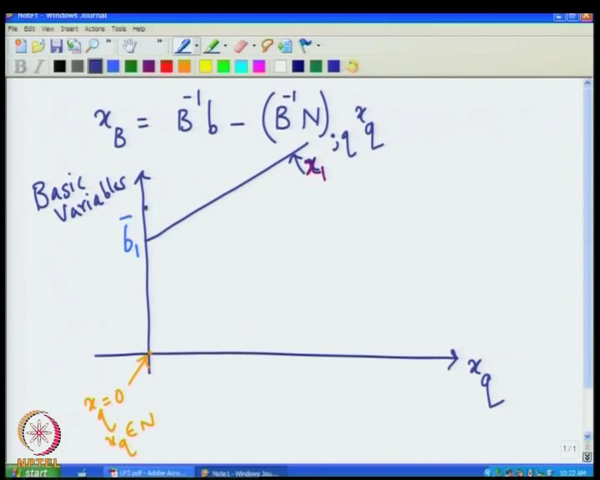 Note1 - Windows Journal
File Edit View Insert Actions Tools Help
B I
x_B = B^{-1} b - (B^{-1} N)_{;q} x_q
Basic
Variables
x_1
b̄_1
x_q
x_q = 0
x_q ∈ N
NPTEL
1/1
start
LP2.pdf - Adobe Acro...
Note1 - Windows Jou...
10:22 AM